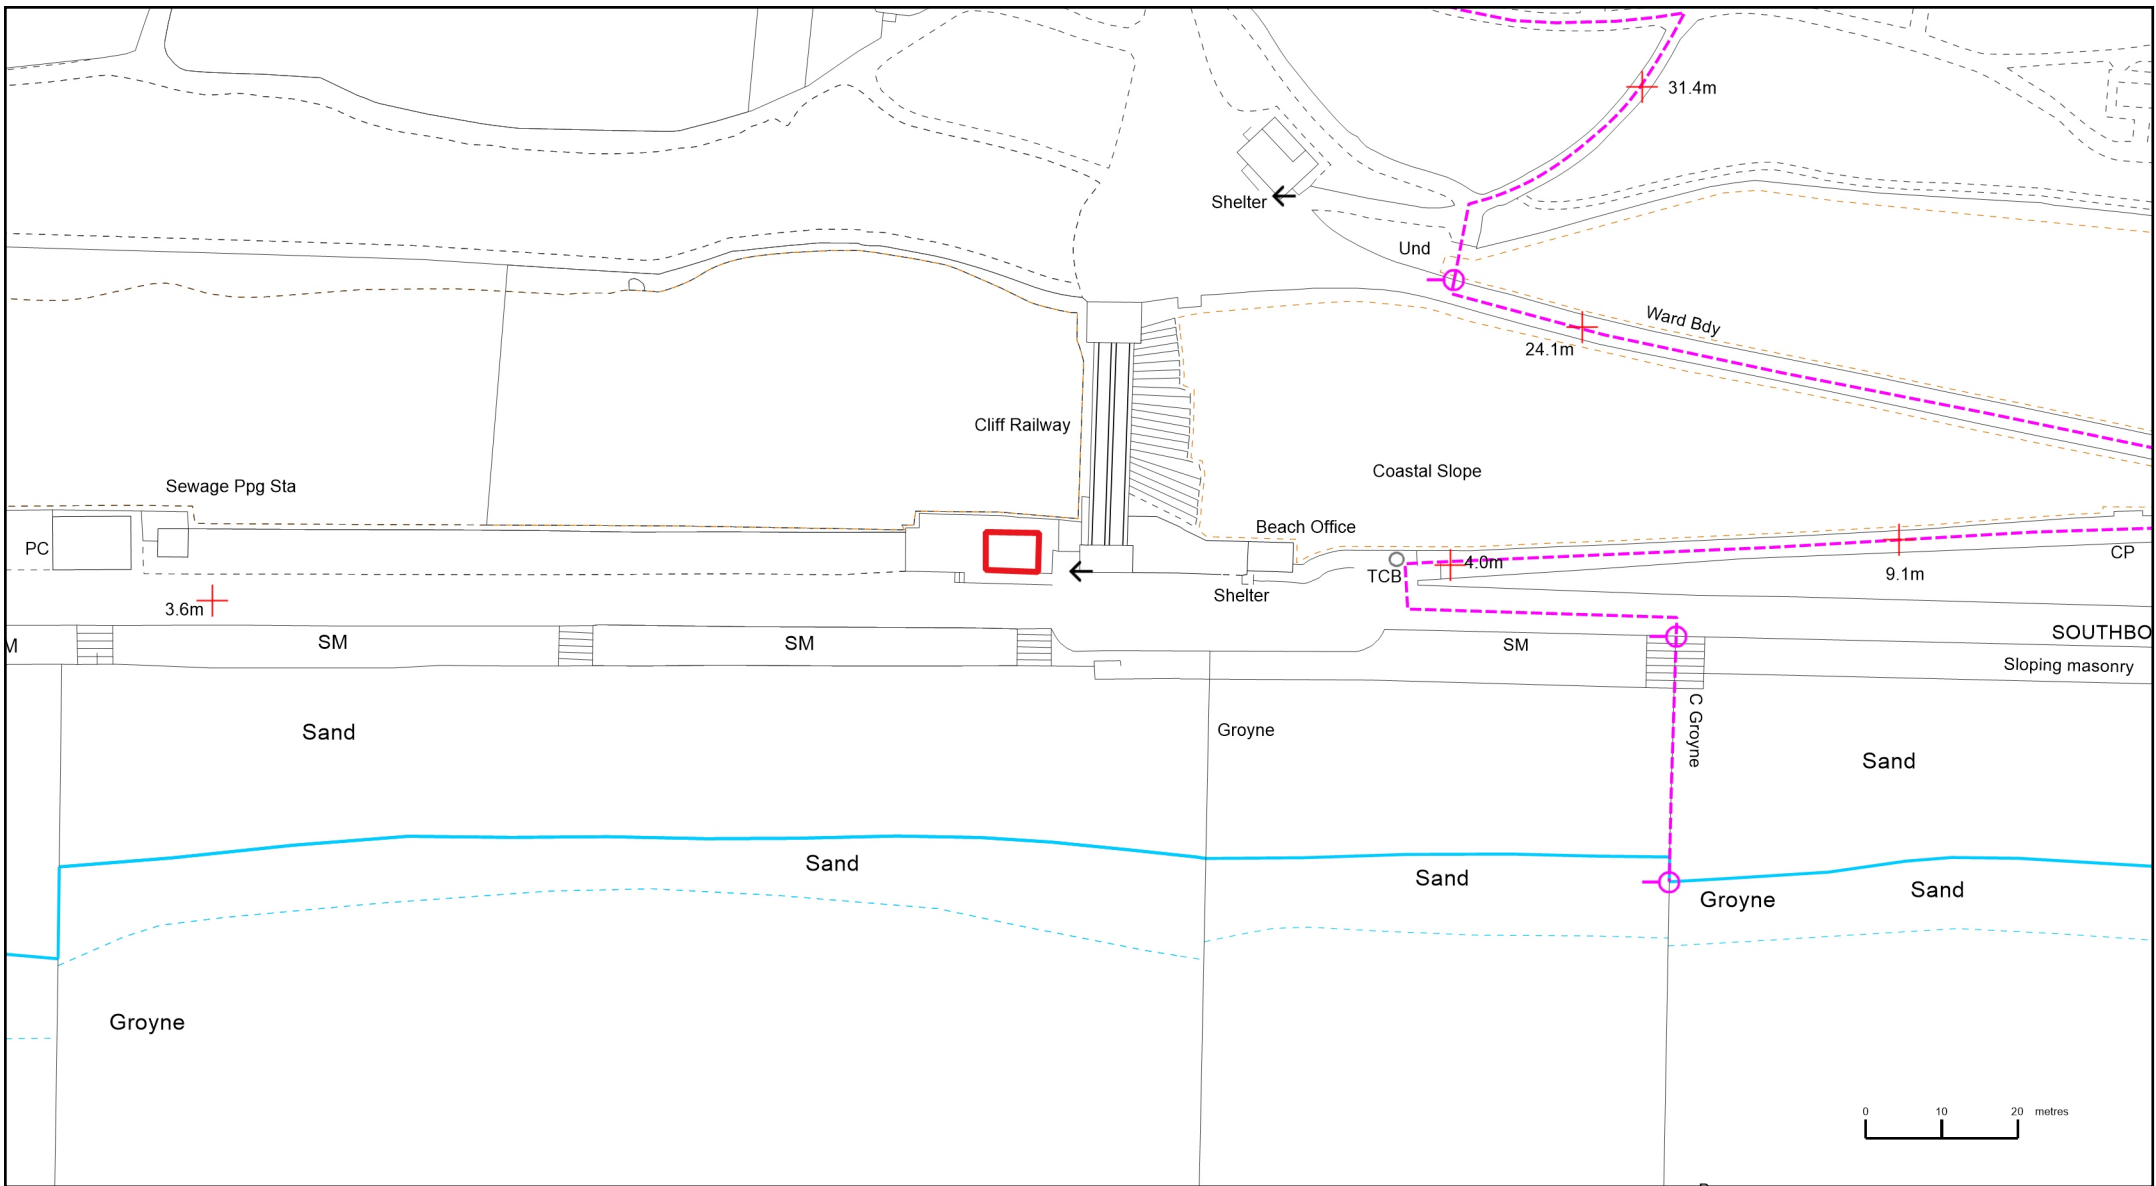 31.4m
Shelter
Und
Ward Bdy
24.1m
Cliff Railway
Coastal Slope
Sewage Ppg Sta
Beach Office
PC
CP
4.0m
TCB
9.1m
Shelter
3.6m
SOUTHBO
M
SM
SM
SM
Sloping masonry
C Groyne
Sand
Groyne
Sand
Sand
Sand
Sand
Groyne
Groyne
0 10 20 metres